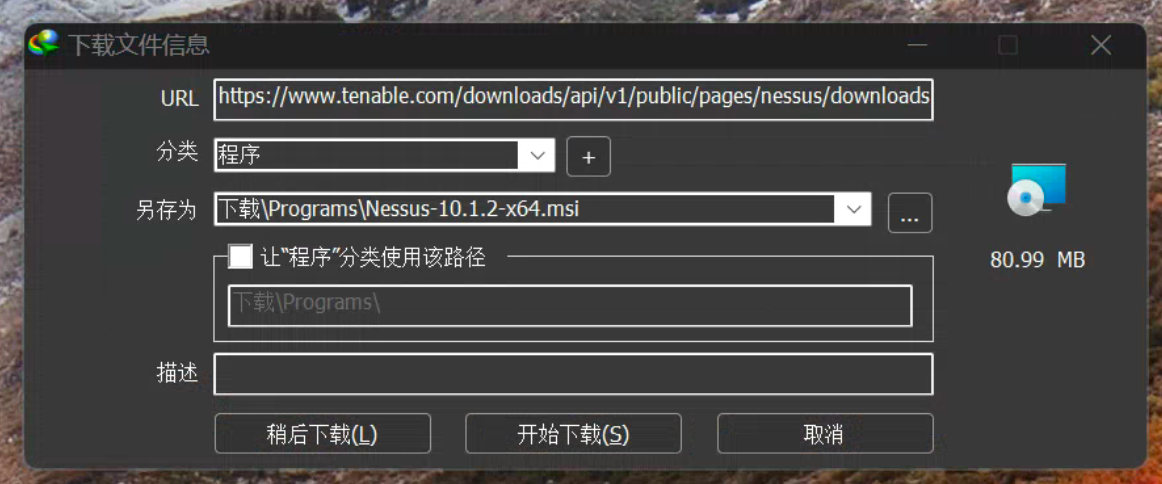 下载文件信息
URL https://www.tenable.com/downloads/api/v1/public/pages/nessus/downloads
分类 程序 +
另存为 下载\Programs\Nessus-10.1.2-x64.msi ...
让“程序”分类使用该路径
80.99 MB
下载\Programs\
描述
稍后下载(L) 开始下载(S) 取消